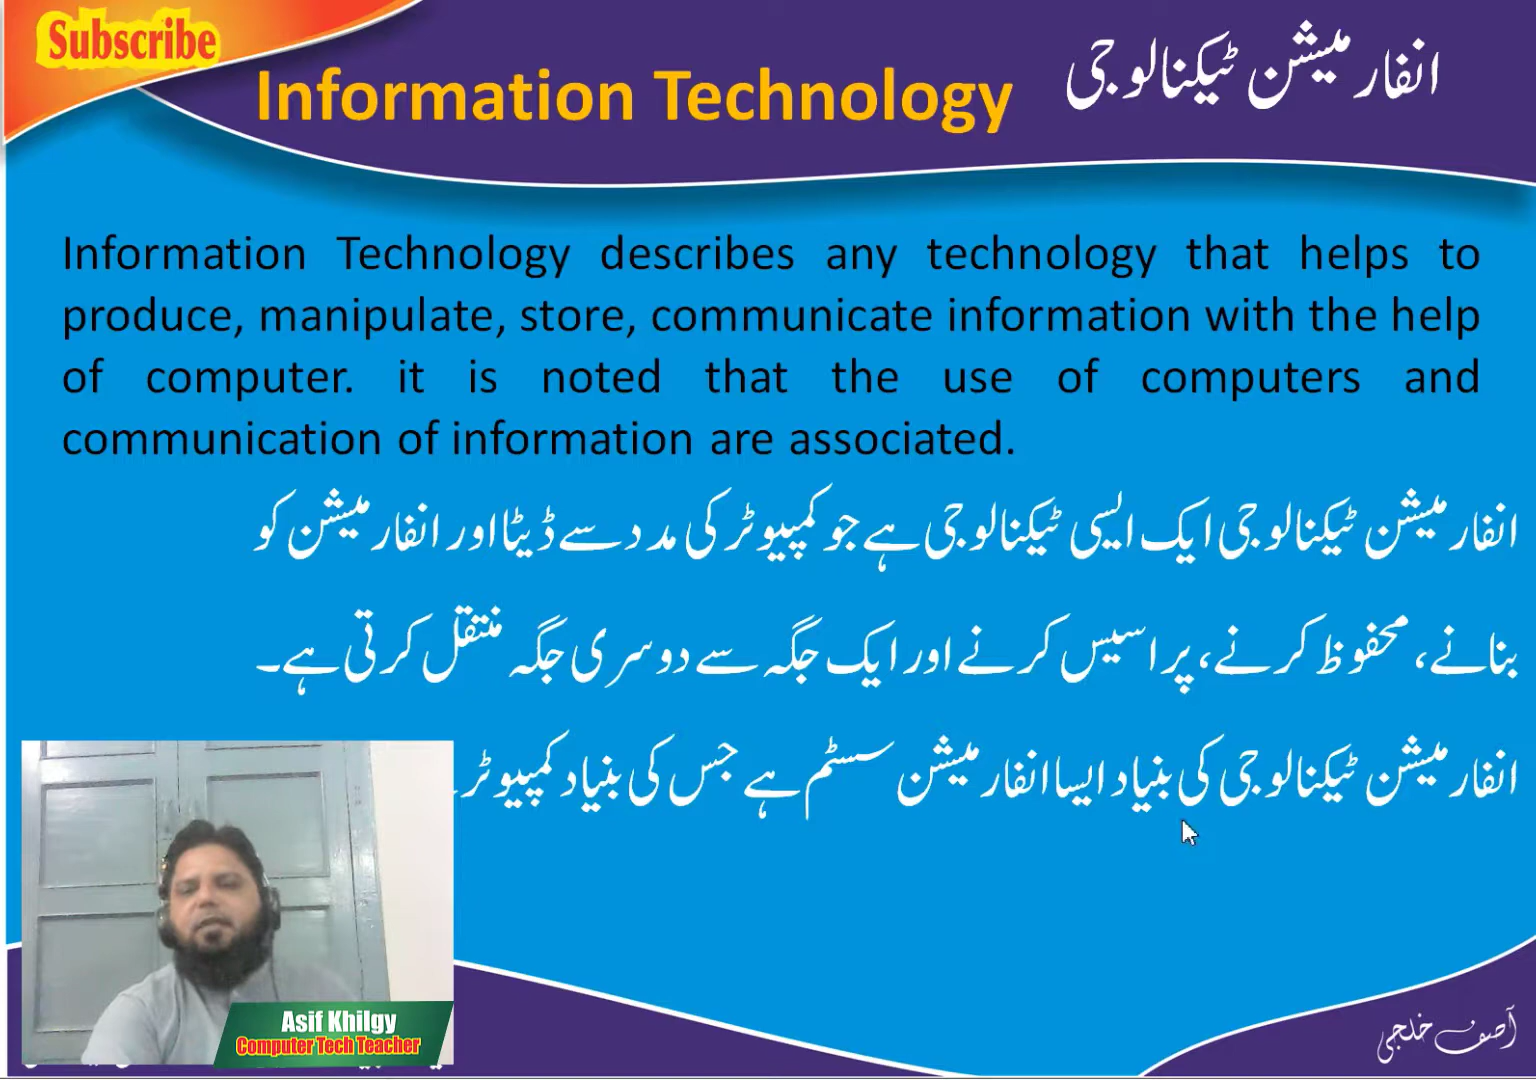 Subscribe
Information Technology
انفارمیشن ٹیکنالوجی
Information Technology describes any technology that helps to
produce, manipulate, store, communicate information with the help
of computer. it is noted that the use of computers and
communication of information are associated.
انفارمیشن ٹیکنالوجی ایک ایسی ٹیکنالوجی ہے جو کمپیوٹر کی مدد سے ڈیٹا اور انفارمیشن کو
بنانے، محفوظ کرنے، پراسیس کرنے اور ایک جگہ سے دوسری جگہ منتقل کرتی ہے۔
انفارمیشن ٹیکنالوجی کی بنیاد ایسا انفارمیشن سسٹم ہے جس کی بنیاد کمپیوٹر
Asif Khilgy
Computer Tech Teacher
آصف خلجی